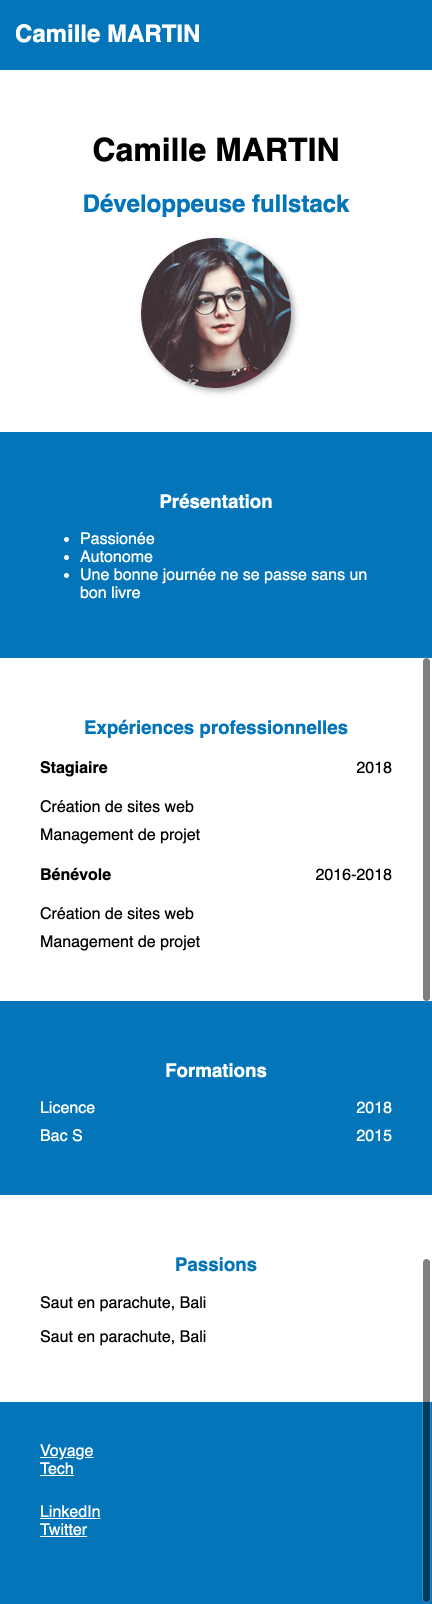 Camille MARTIN
Camille MARTIN
Développeuse fullstack
Présentation
• Passionée
• Autonome
• Une bonne journée ne se passe sans un
bon livre
Expériences professionnelles
Stagiaire 2018
Création de sites web
Management de projet
Bénévole 2016-2018
Création de sites web
Management de projet
Formations
Licence 2018
Bac S 2015
Passions
Saut en parachute, Bali
Saut en parachute, Bali
Voyage
Tech
LinkedIn
Twitter